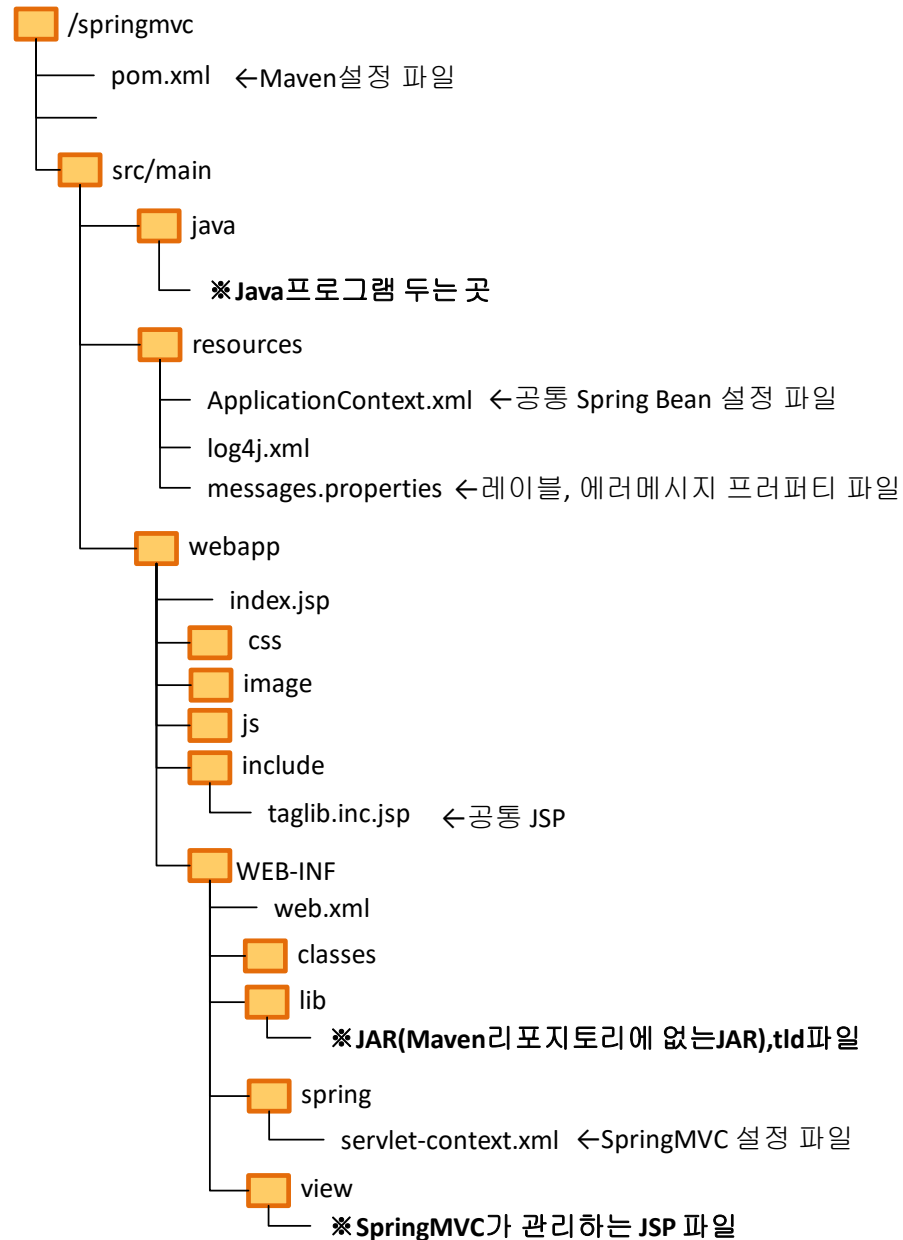 /springmvc
pom.xml ←Maven설정 파일
src/main
java
※Java프로그램 두는 곳
resources
ApplicationContext.xml ←공통 Spring Bean 설정 파일
log4j.xml
messages.properties ←레이블, 에러메시지 프러퍼티 파일
webapp
index.jsp
css
image
js
include
taglib.inc.jsp ←공통 JSP
WEB-INF
web.xml
classes
lib
※JAR(Maven리포지토리에 없는JAR),tld파일
spring
servlet-context.xml ←SpringMVC 설정 파일
view
※SpringMVC가 관리하는 JSP 파일